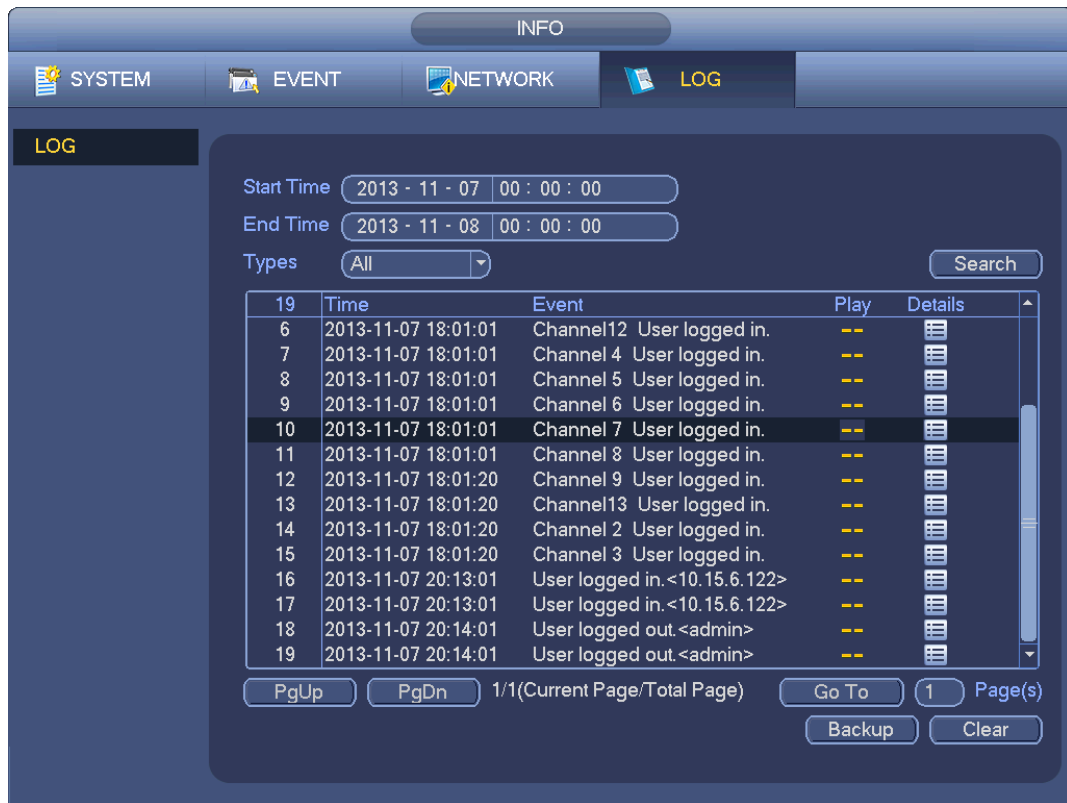 INFO
SYSTEM EVENT NETWORK LOG
LOG
Start Time 2013 - 11 - 07 00 : 00 : 00
End Time 2013 - 11 - 08 00 : 00 : 00
Types All Search
19 Time Event Play Details
6 2013-11-07 18:01:01 Channel12 User logged in. --
7 2013-11-07 18:01:01 Channel 4 User logged in. --
8 2013-11-07 18:01:01 Channel 5 User logged in. --
9 2013-11-07 18:01:01 Channel 6 User logged in. --
10 2013-11-07 18:01:01 Channel 7 User logged in. --
11 2013-11-07 18:01:01 Channel 8 User logged in. --
12 2013-11-07 18:01:20 Channel 9 User logged in. --
13 2013-11-07 18:01:20 Channel13 User logged in. --
14 2013-11-07 18:01:20 Channel 2 User logged in. --
15 2013-11-07 18:01:20 Channel 3 User logged in. --
16 2013-11-07 20:13:01 User logged in.<10.15.6.122> --
17 2013-11-07 20:13:01 User logged in.<10.15.6.122> --
18 2013-11-07 20:14:01 User logged out.<admin> --
19 2013-11-07 20:14:01 User logged out.<admin> --
PgUp PgDn 1/1(Current Page/Total Page) Go To 1 Page(s)
Backup Clear